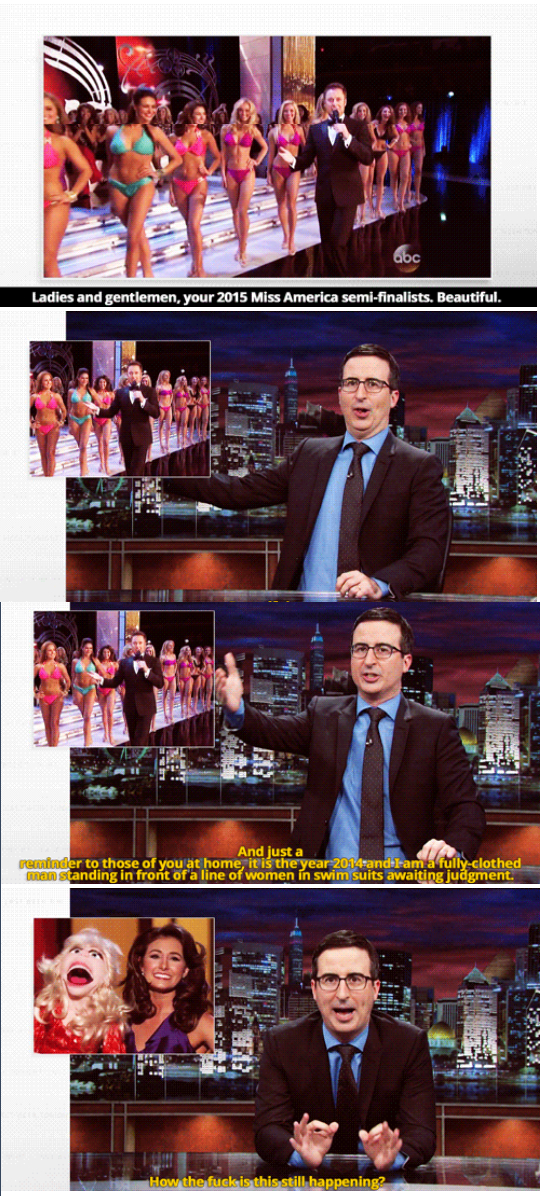 abc
Ladies and gentlemen, your 2015 Miss America semi-finalists. Beautiful.
And just a
reminder to those of you at home, it is the year 2014 and I am a fully-clothed
man standing in front of a line of women in swim suits awaiting judgment.
How the fuck is this still happening?